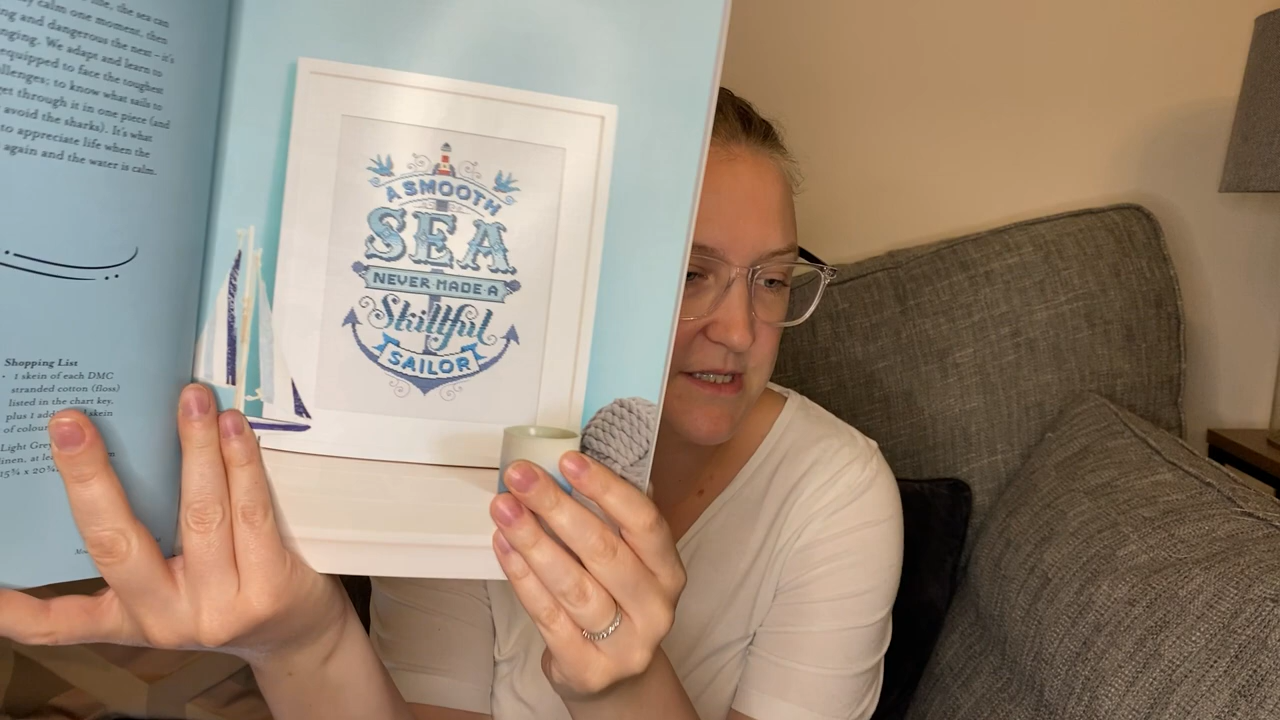 life, the sea can
calm one moment, then
ng and dangerous the next – it's
nging. We adapt and learn to
equipped to face the toughest
llenges; to know what sails to
get through it in one piece (and
avoid the sharks). It's what
to appreciate life when the
again and the water is calm.
Shopping List
• 1 skein of each DMC
stranded cotton (floss)
listed in the chart key,
plus 1 skein
of colour
Light Grey
linen, at
15¾ x 20¾
A SMOOTH
SEA
NEVER MADE A
Skillful
SAILOR